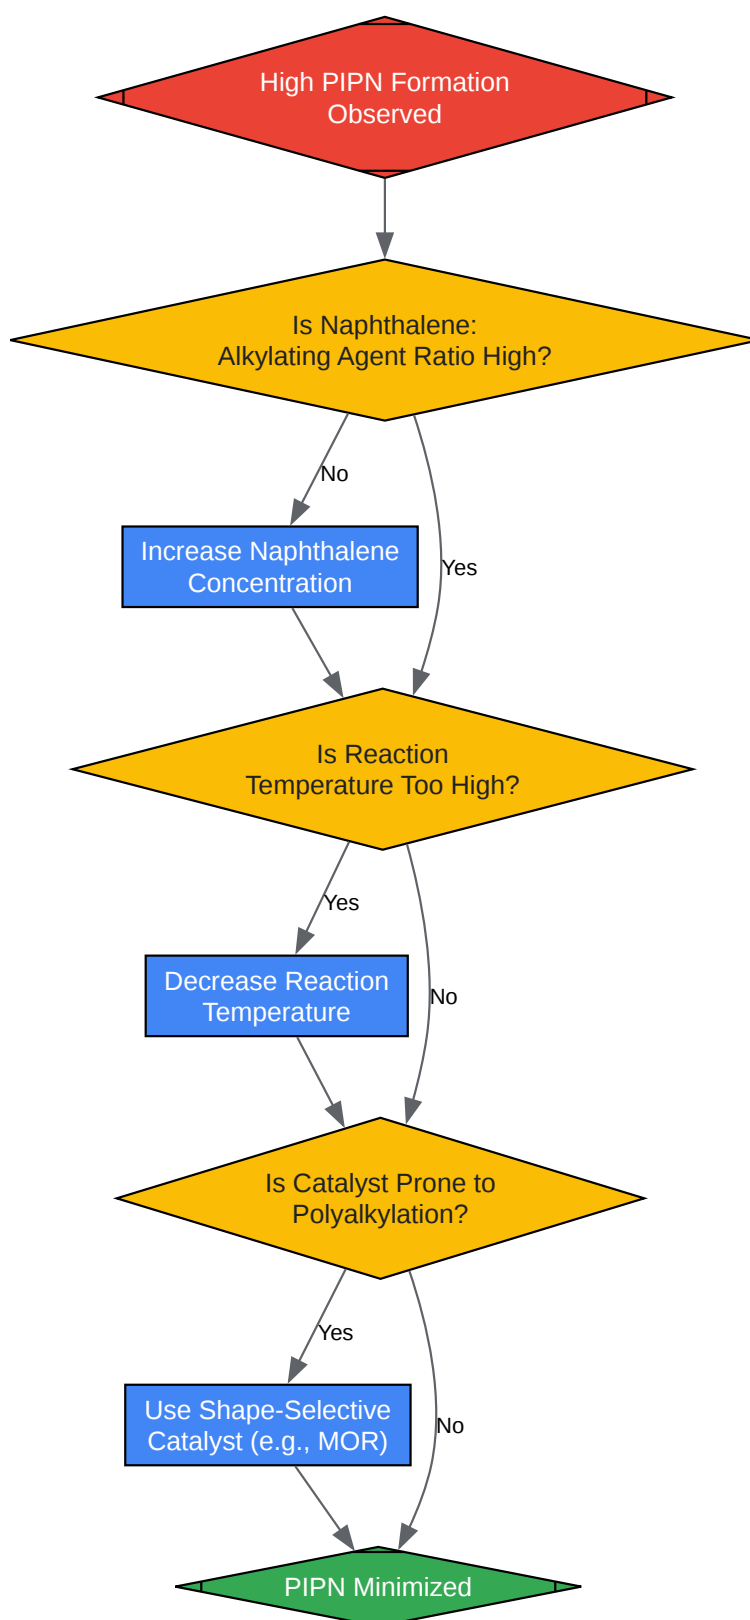 High PIPN Formation
Observed
Is Naphthalene:
Alkylating Agent Ratio High?
No
Increase Naphthalene
Concentration
Yes
Is Reaction
Temperature Too High?
Yes
Decrease Reaction
Temperature
No
Is Catalyst Prone to
Polyalkylation?
Yes
Use Shape-Selective
Catalyst (e.g., MOR)
No
PIPN Minimized